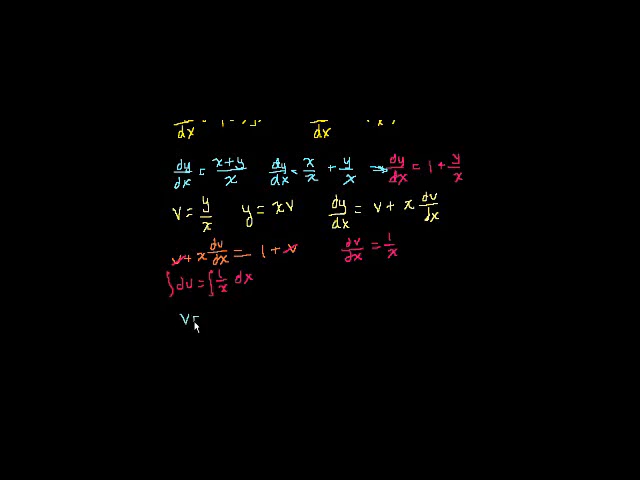 dy/dx = (x+y)/x   dy/dx = x/x + y/x ⇒ dy/dx = 1 + y/x
v = y/x   y = xv   dy/dx = v + x dv/dx
v + x dv/dx = 1 + v   dv/dx = 1/x
∫dv = ∫ 1/x dx
v=